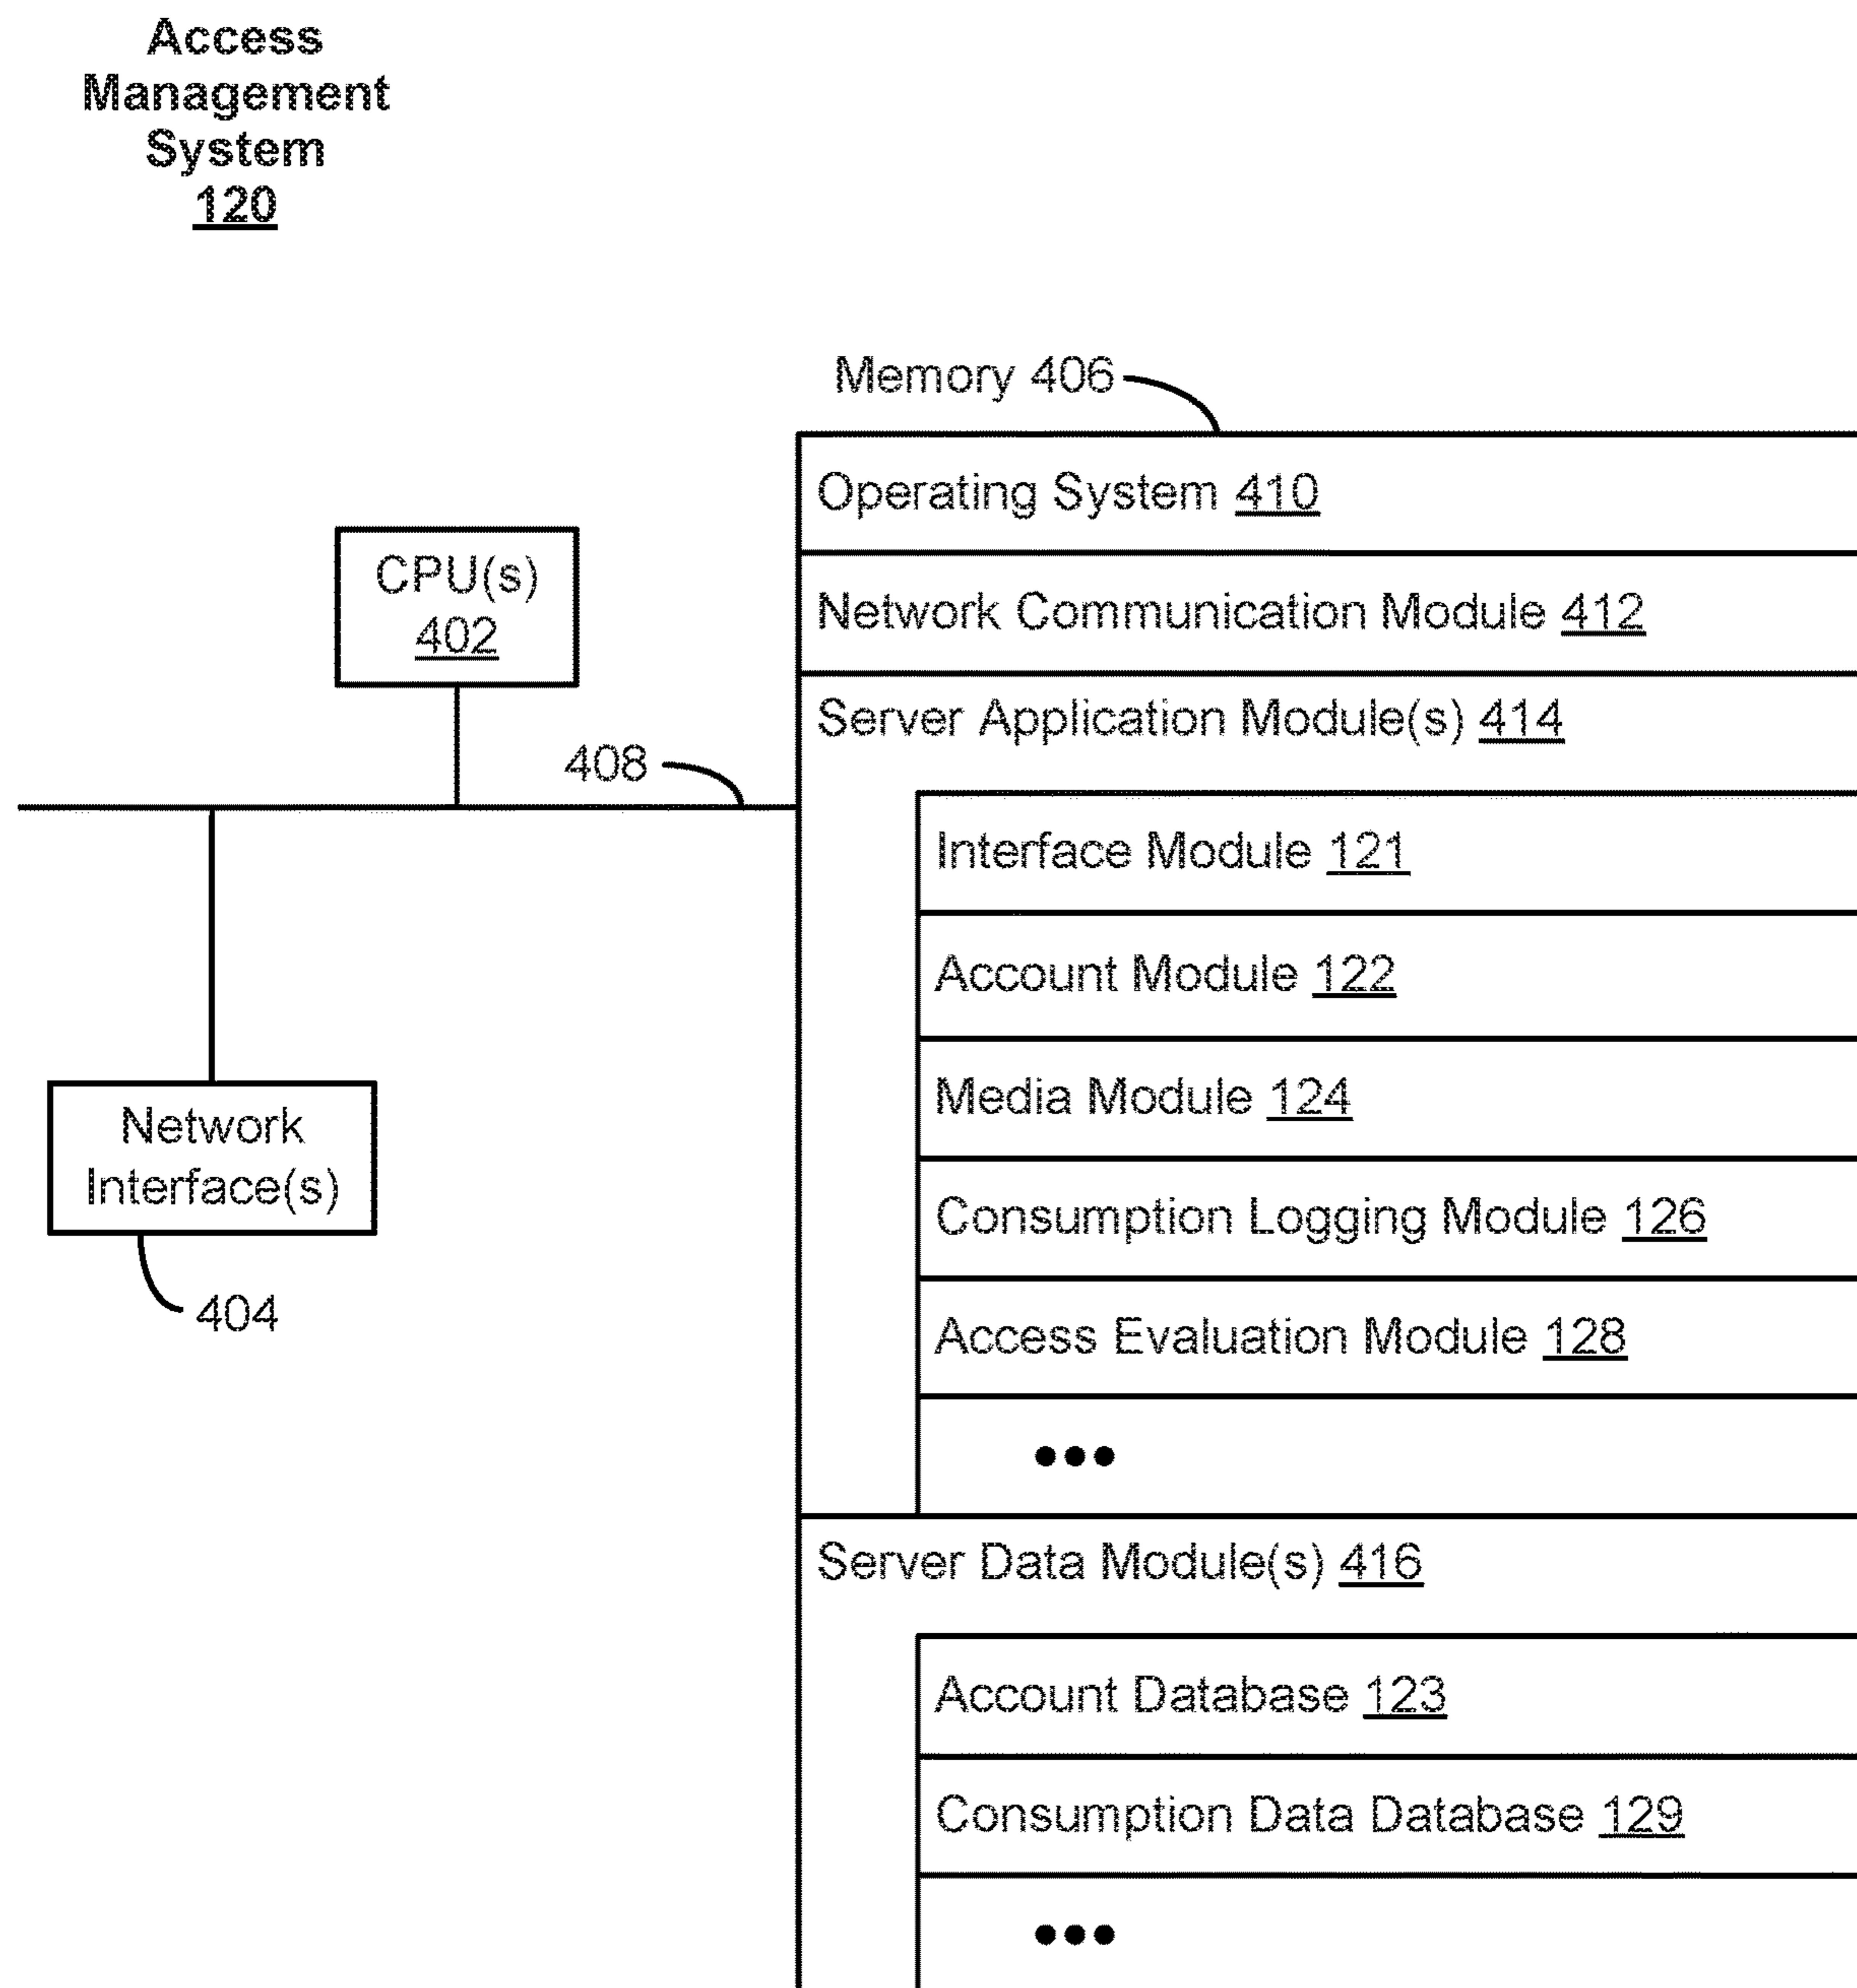 Access
Management
System
120
Memory 406
Operating System 410
CPU(s)
402
Network Communication Module 412
Server Application Module(s) 414
408
Interface Module 121
Account Module 122
Media Module 124
Network
Interface(s)
404
Consumption Logging Module 126
Access Evaluation Module 128
•••
Server Data Module(s) 416
Account Database 123
Consumption Data Database 129
•••